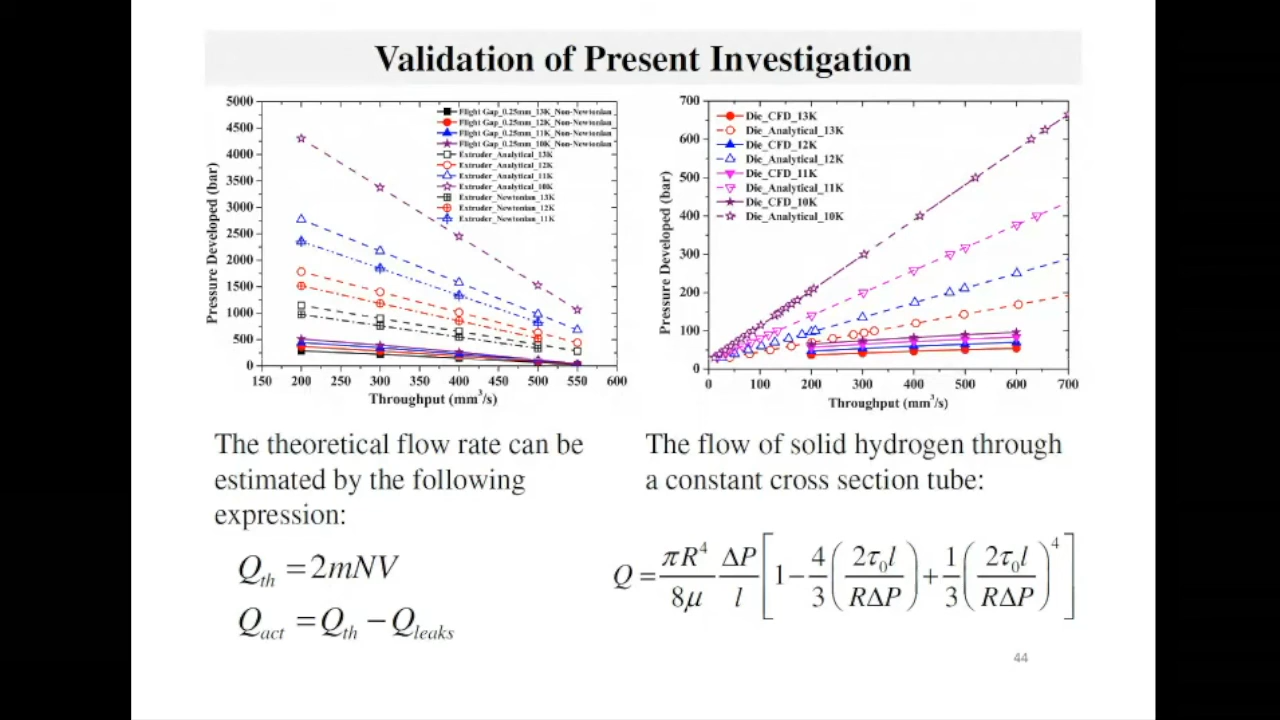 Validation of Present Investigation
5000
4500
4000
3500
3000
2500
2000
1500
1000
500
0
150 200 250 300 350 400 450 500 550 600
Pressure Developed (bar)
Throughput (mm³/s)
Flight Gap_0.25mm_13K_Non-Newtonian
Flight Gap_0.25mm_12K_Non-Newtonian
Flight Gap_0.25mm_11K_Non-Newtonian
Flight Gap_0.25mm_10K_Non-Newtonian
Extruder_Analytical_13K
Extruder_Analytical_12K
Extruder_Analytical_11K
Extruder_Analytical_10K
Extruder_Newtonian_13K
Extruder_Newtonian_12K
Extruder_Newtonian_11K
700
600
500
400
300
200
100
0
0 100 200 300 400 500 600 700
Pressure Developed (bar)
Throughput (mm³/s)
Die_CFD_13K
Die_Analytical_13K
Die_CFD_12K
Die_Analytical_12K
Die_CFD_11K
Die_Analytical_11K
Die_CFD_10K
Die_Analytical_10K
The theoretical flow rate can be
estimated by the following
expression:
Q_th = 2mNV
Q_act = Q_th − Q_leaks
The flow of solid hydrogen through
a constant cross section tube:
Q = πR⁴/8μ ΔP/l [1 − 4/3 (2τ₀l/RΔP) + 1/3 (2τ₀l/RΔP)⁴]
44